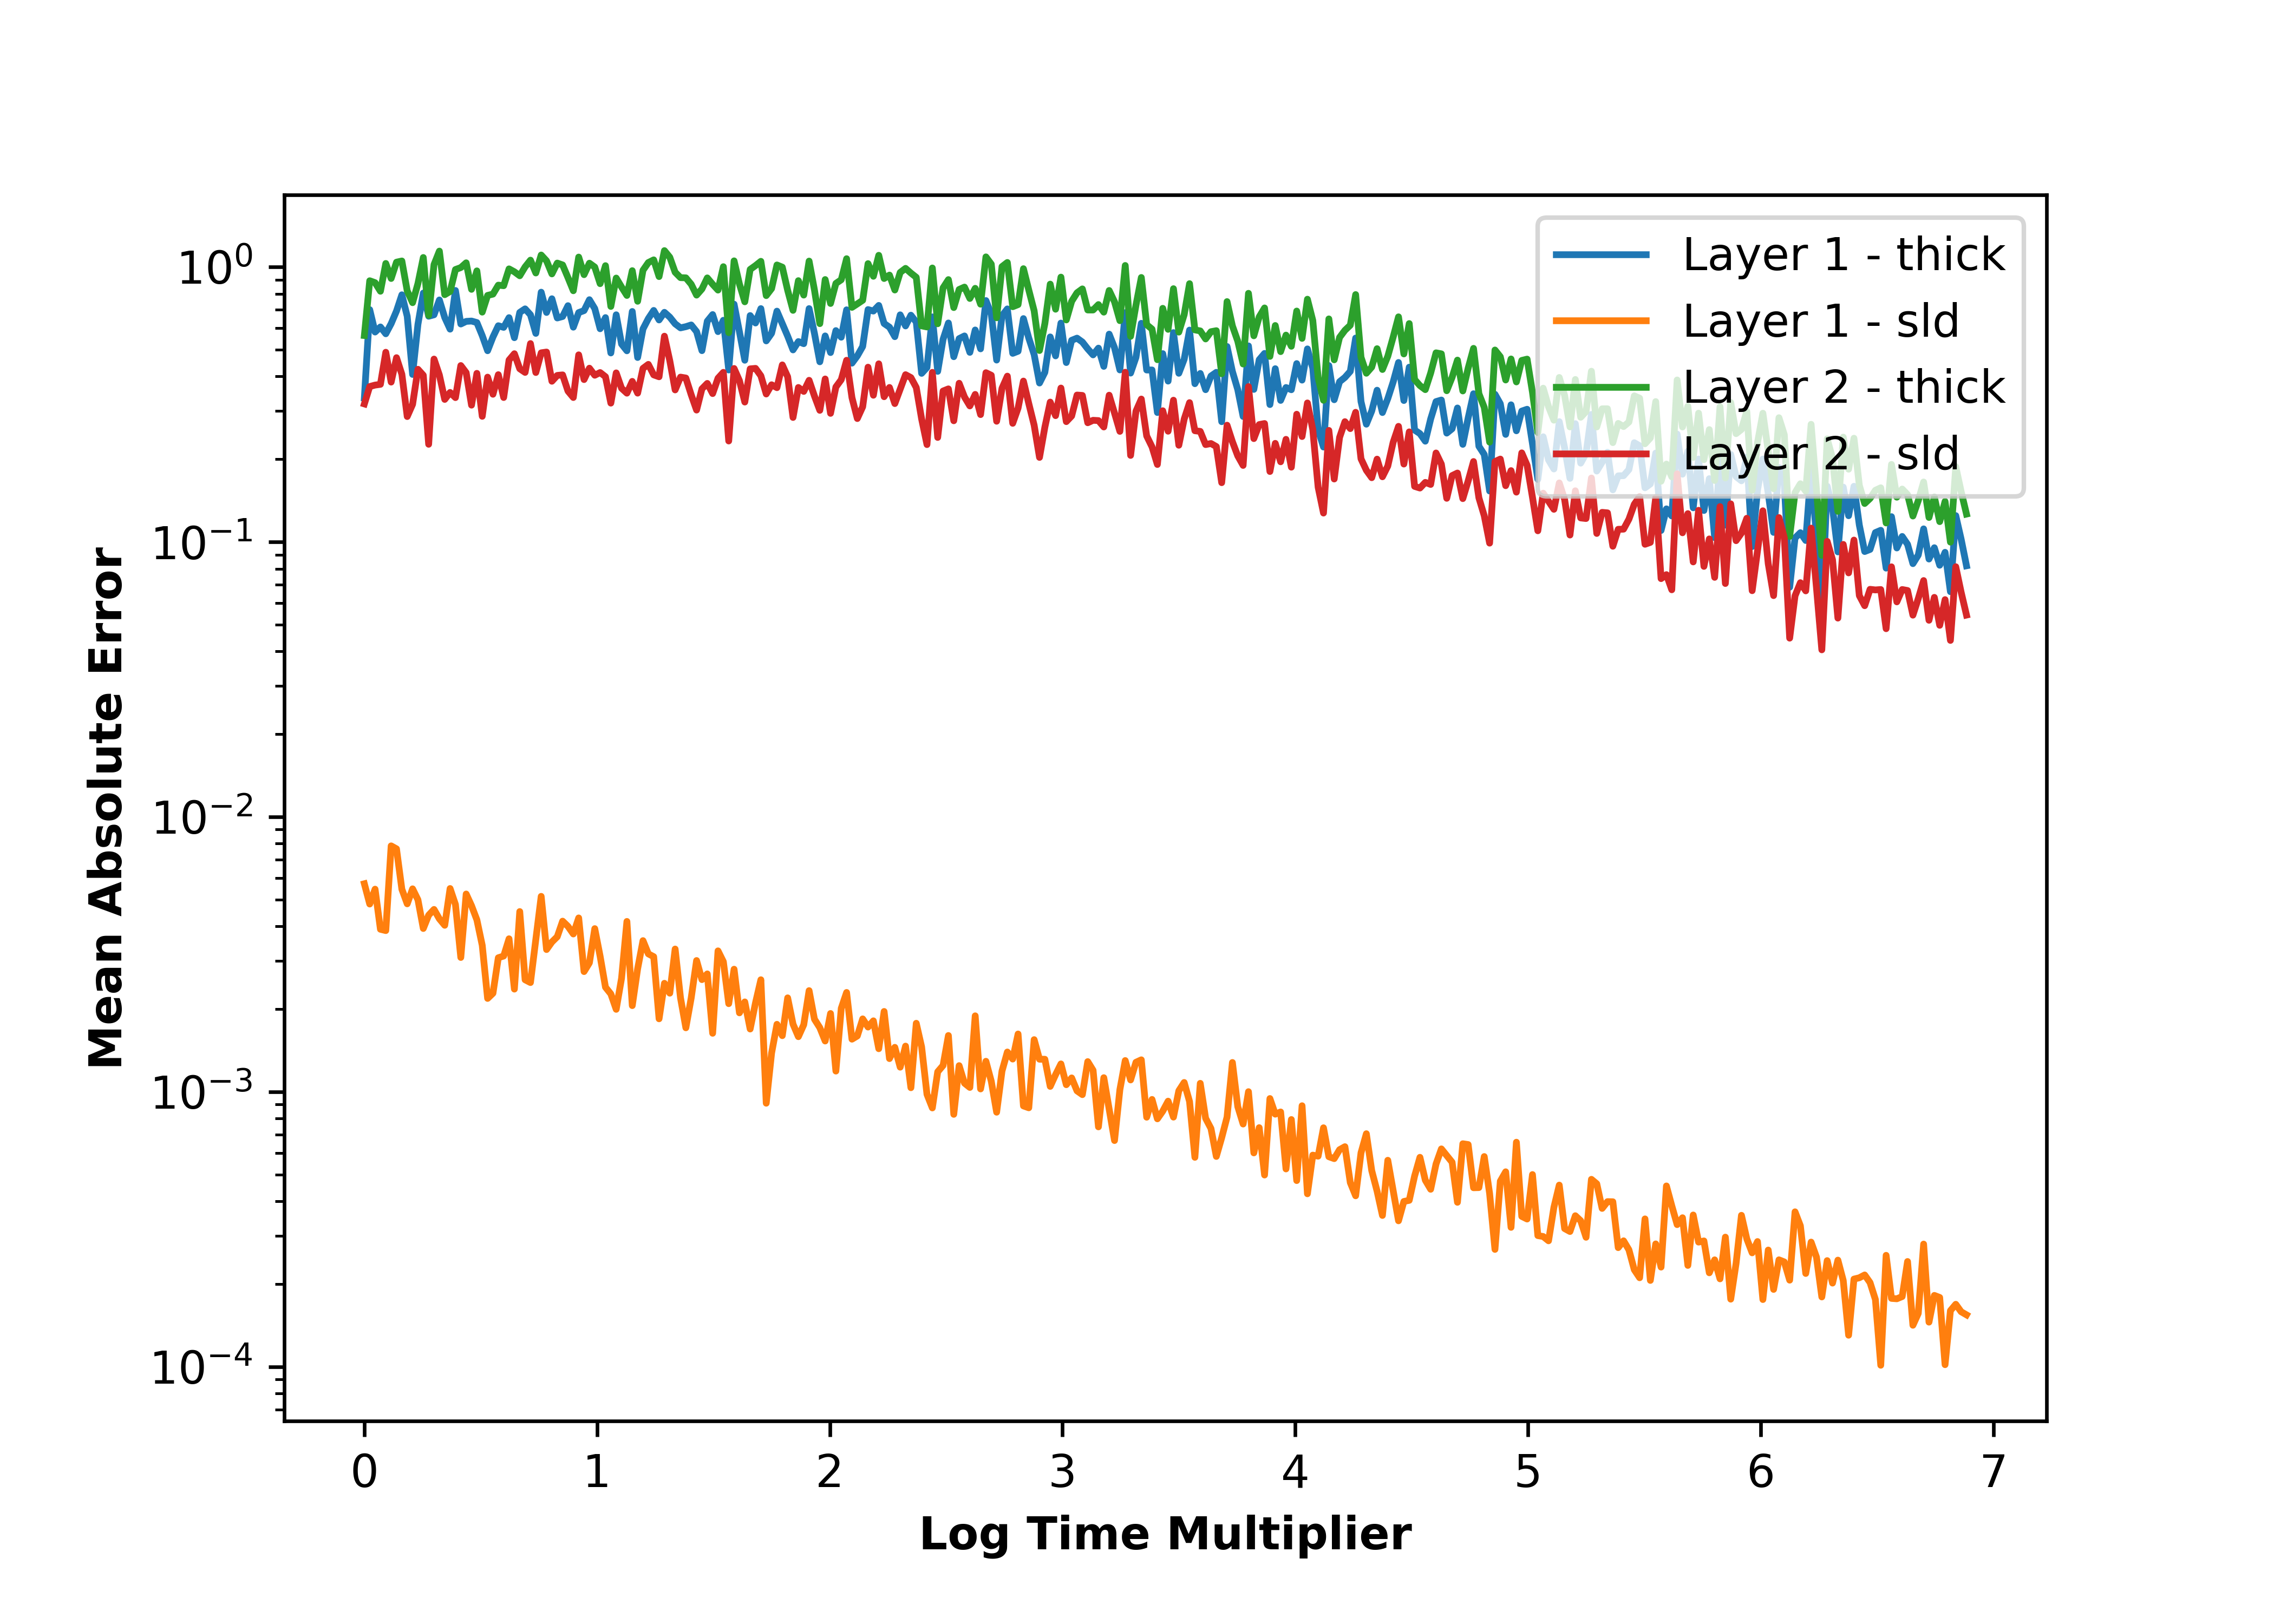 10⁰
10⁻¹
10⁻²
10⁻³
10⁻⁴
Mean Absolute Error
Layer 1 - thick
Layer 1 - sld
Layer 2 - thick
Layer 2 - sld
0 1 2 3 4 5 6 7
Log Time Multiplier